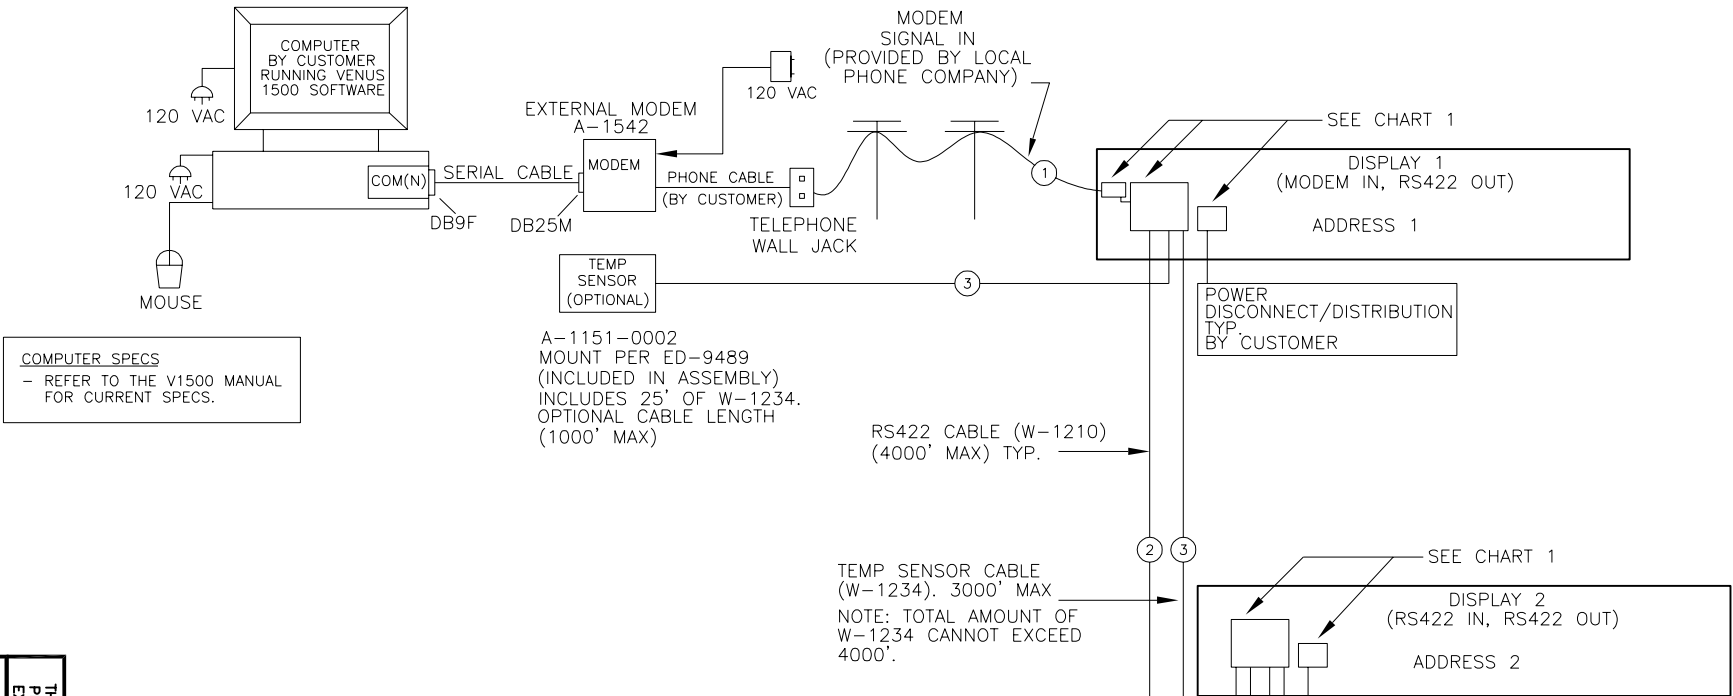 COMPUTER
BY CUSTOMER
RUNNING VENUS
1500 SOFTWARE
120 VAC
120 VAC
COM(N)
SERIAL CABLE
DB9F
DB25M
MOUSE
EXTERNAL MODEM
A-1542
MODEM
120 VAC
PHONE CABLE
(BY CUSTOMER)
TELEPHONE
WALL JACK
MODEM
SIGNAL IN
(PROVIDED BY LOCAL
PHONE COMPANY)
1
SEE CHART 1
DISPLAY 1
(MODEM IN, RS422 OUT)
ADDRESS 1
TEMP
SENSOR
(OPTIONAL)
3
POWER
DISCONNECT/DISTRIBUTION
TYP.
BY CUSTOMER
A-1151-0002
MOUNT PER ED-9489
(INCLUDED IN ASSEMBLY)
INCLUDES 25' OF W-1234.
OPTIONAL CABLE LENGTH
(1000' MAX)
COMPUTER SPECS
- REFER TO THE V1500 MANUAL
FOR CURRENT SPECS.
RS422 CABLE (W-1210)
(4000' MAX) TYP.
2
3
TEMP SENSOR CABLE
(W-1234). 3000' MAX
NOTE: TOTAL AMOUNT OF
W-1234 CANNOT EXCEED
4000'.
SEE CHART 1
DISPLAY 2
(RS422 IN, RS422 OUT)
ADDRESS 2